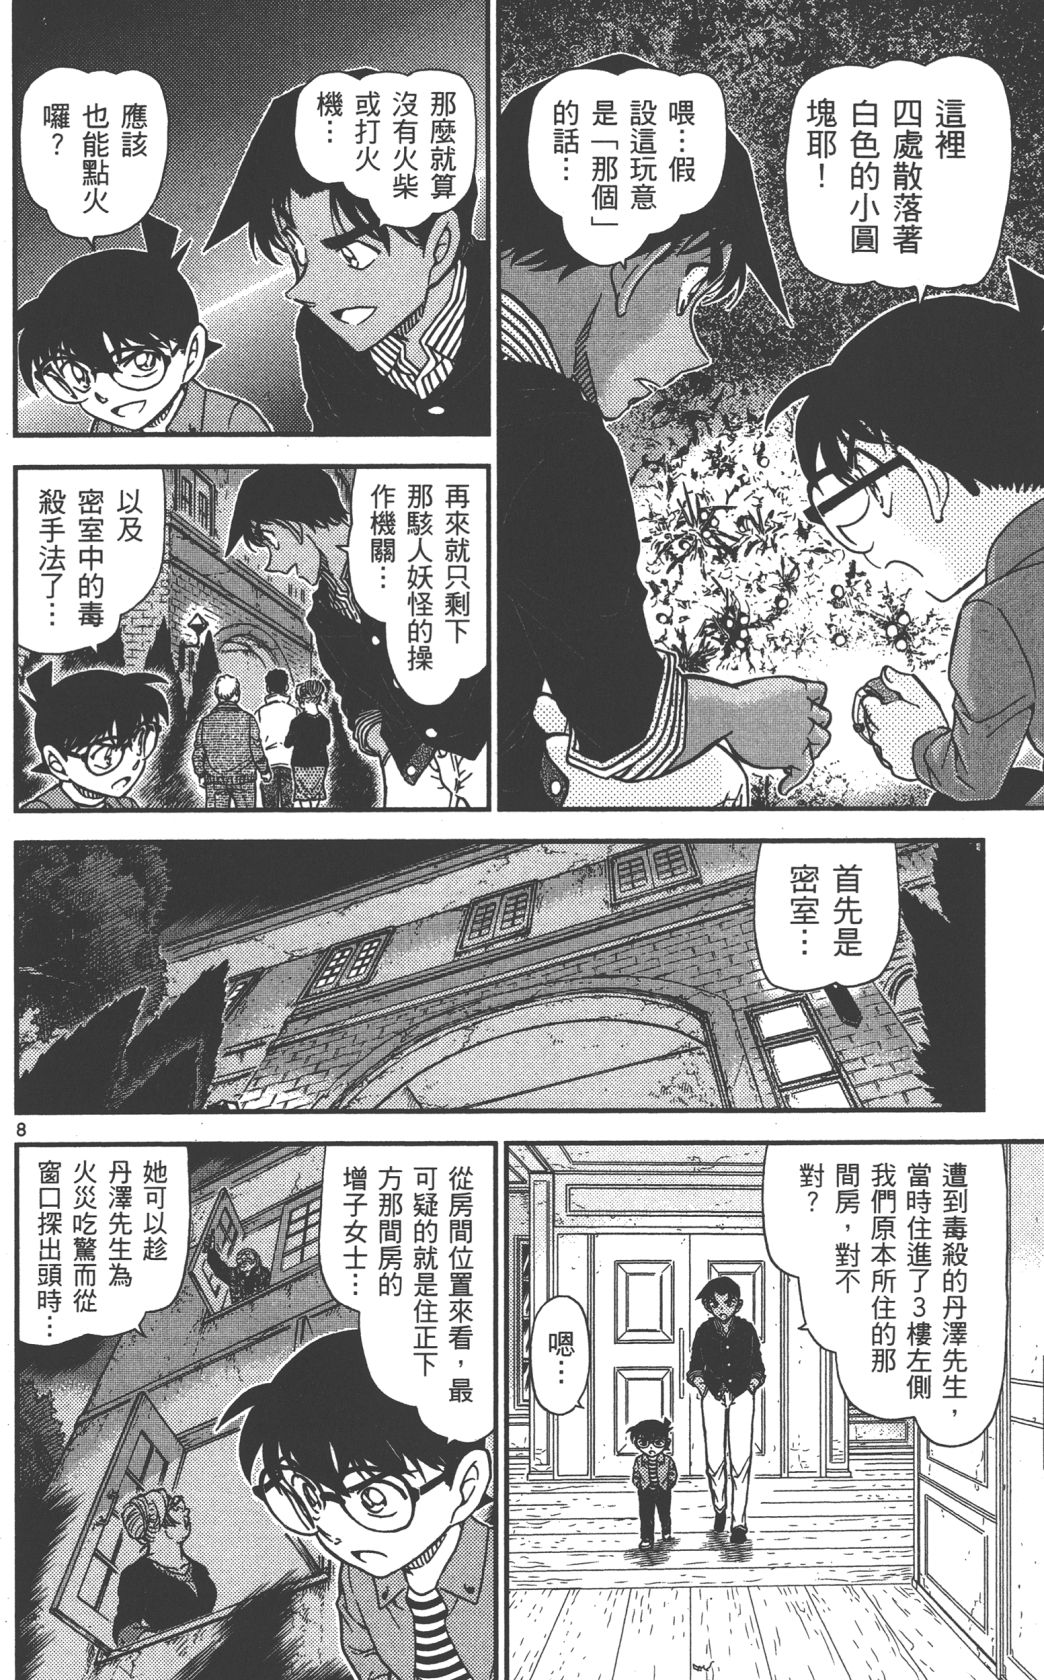 這裡
四處散落著
白色的小圓
塊耶！
喂…假
設這玩意
是「那個」
的話…
那麼就算
沒有火柴
或打火
機…
應該
也能點火
囉？
再來就只剩下
那駭人妖怪的操
作機關…
以及
密室中的毒
殺手法了…
首先是
密室…
遭到毒殺的丹澤先生，
當時住進了3樓左側
我們原本所住的那
間房，對不
對？
嗯…
從房間位置來看，最
可疑的就是住正下
方那間房的
增子女士…
她可以趁
丹澤先生為
火災吃驚而從
窗口探出頭時…
8